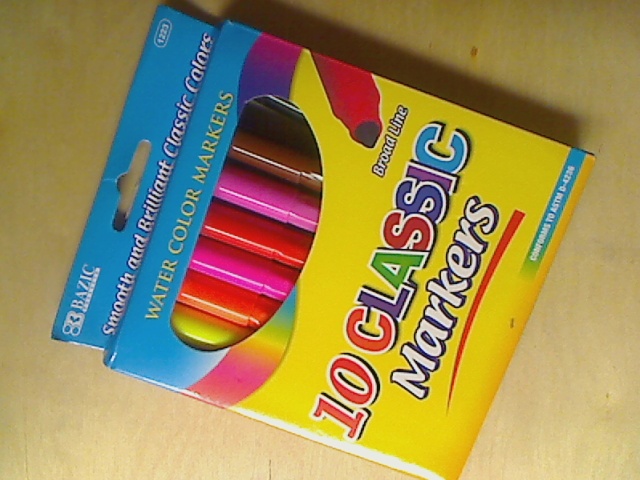 1223
BAZIC
Smooth and Brilliant Classic Colors
WATER COLOR MARKERS
Broad Line
10 CLASSIC
Markers
CONFORMS TO ASTM D-4236